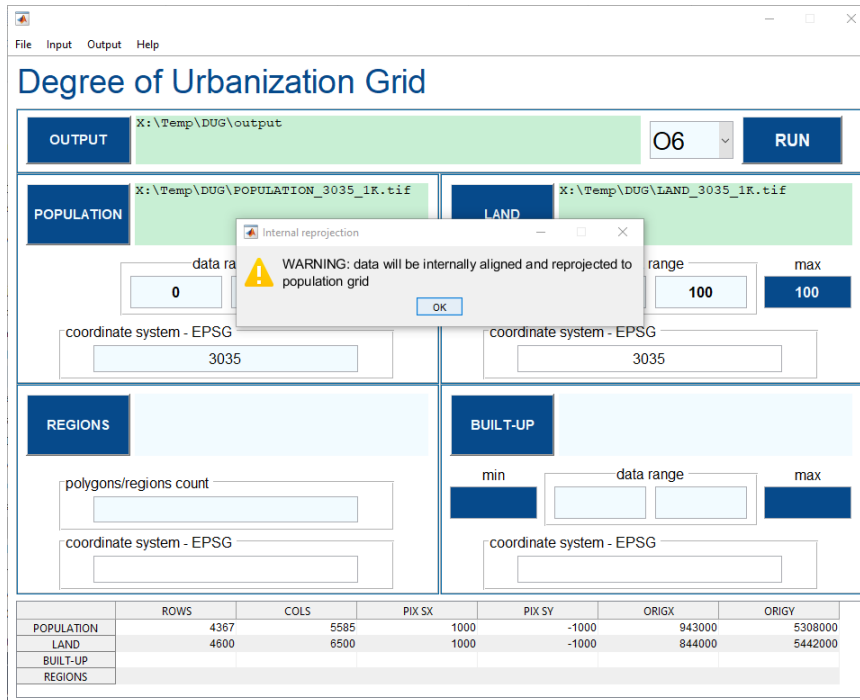 File Input Output Help
Degree of Urbanization Grid
OUTPUT
X:\Temp\DUG\output
O6
RUN
POPULATION
X:\Temp\DUG\POPULATION_3035_1K.tif
LAND
X:\Temp\DUG\LAND_3035_1K.tif
Internal reprojection
WARNING: data will be internally aligned and reprojected to
population grid
OK
data ra
0
range
max
100
100
coordinate system - EPSG
3035
coordinate system - EPSG
3035
REGIONS
polygons/regions count
coordinate system - EPSG
BUILT-UP
min
data range
max
coordinate system - EPSG
ROWS COLS PIX SX PIX SY ORIGX ORIGY
POPULATION 4367 5585 1000 -1000 943000 5308000
LAND 4600 6500 1000 -1000 844000 5442000
BUILT-UP
REGIONS